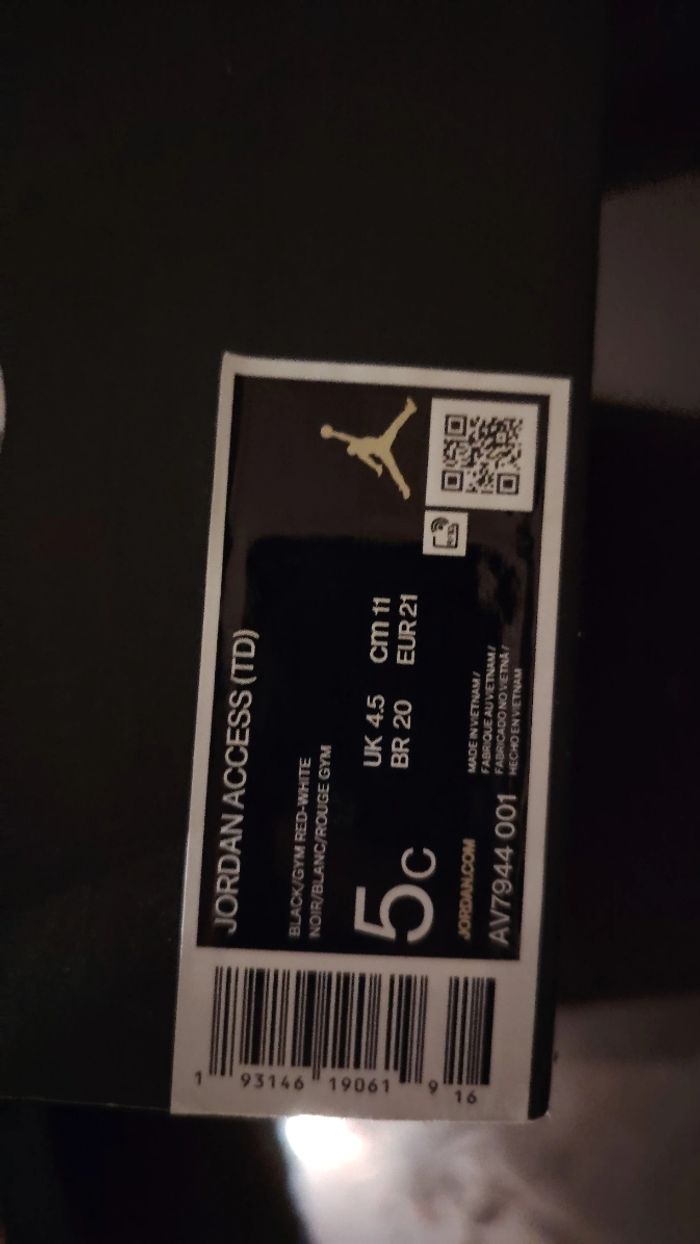 JORDAN ACCESS (TD)
BLACK/GYM RED-WHITE
NOIR/BLANC/ROUGE GYM
5C
UK 4.5 cm 11
BR 20 EUR 21
JORDAN.COM
AV7944 001
MADE IN VIETNAM /
FABRIQUE AU VIETNAM /
FABRICADO NO VIETNÃ /
HECHO EN VIETNAM
1 93146 19061 9 16